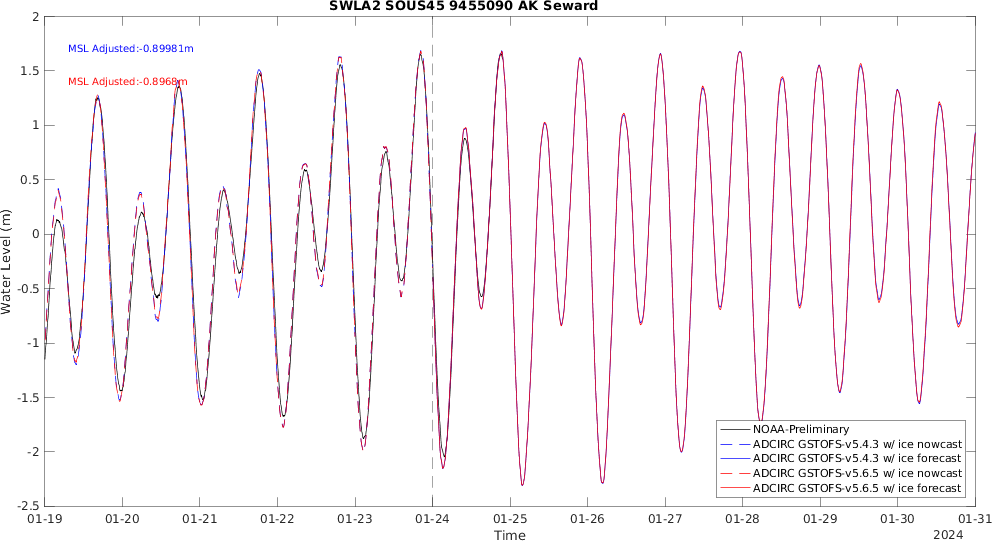 SWLA2 SOUS45 9455090 AK Seward
MSL Adjusted:-0.89981m
MSL Adjusted:-0.8968m
Water Level (m)
2
1.5
1
0.5
0
-0.5
-1
-1.5
-2
-2.5
NOAA-Preliminary
ADCIRC GSTOFS-v5.4.3 w/ ice nowcast
ADCIRC GSTOFS-v5.4.3 w/ ice forecast
ADCIRC GSTOFS-v5.6.5 w/ ice nowcast
ADCIRC GSTOFS-v5.6.5 w/ ice forecast
01-19 01-20 01-21 01-22 01-23 01-24 01-25 01-26 01-27 01-28 01-29 01-30 01-31
Time
2024